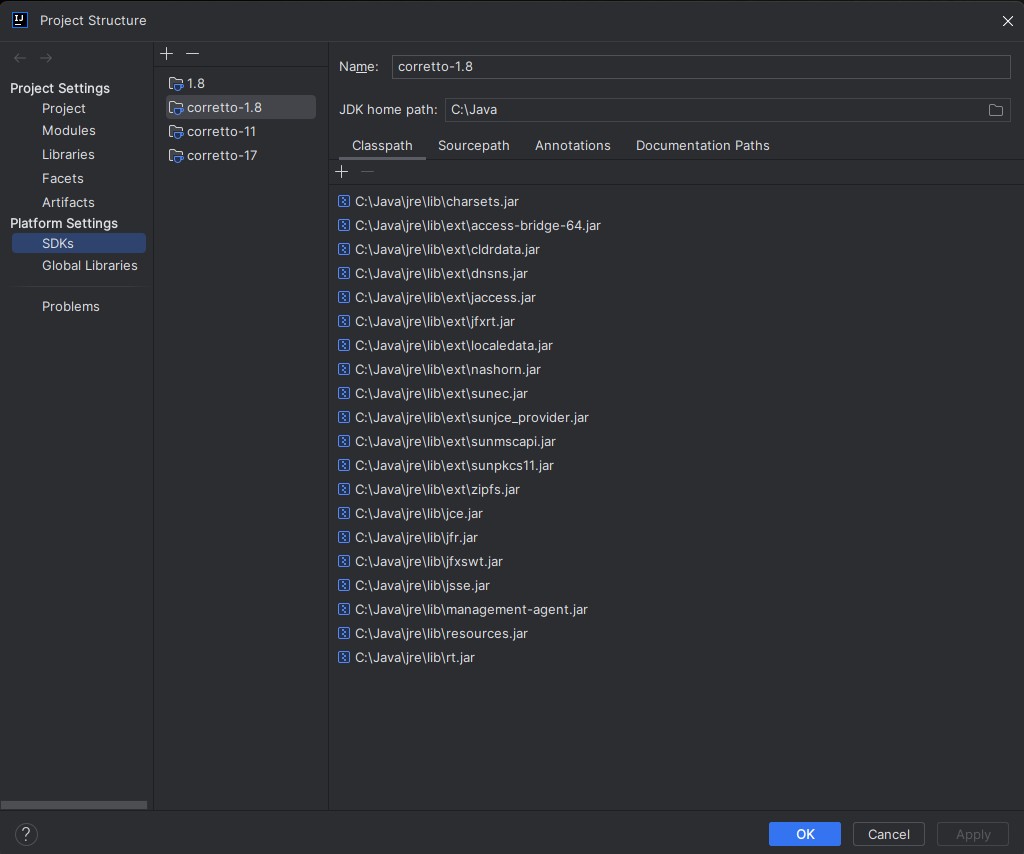 Project Structure
Project Settings
Project
Modules
Libraries
Facets
Artifacts
Platform Settings
SDKs
Global Libraries
Problems
1.8
corretto-1.8
corretto-11
corretto-17
Name: corretto-1.8
JDK home path: C:\Java
Classpath Sourcepath Annotations Documentation Paths
C:\Java\jre\lib\charsets.jar
C:\Java\jre\lib\ext\access-bridge-64.jar
C:\Java\jre\lib\ext\cldrdata.jar
C:\Java\jre\lib\ext\dnsns.jar
C:\Java\jre\lib\ext\jaccess.jar
C:\Java\jre\lib\ext\jfxrt.jar
C:\Java\jre\lib\ext\localedata.jar
C:\Java\jre\lib\ext\nashorn.jar
C:\Java\jre\lib\ext\sunec.jar
C:\Java\jre\lib\ext\sunjce_provider.jar
C:\Java\jre\lib\ext\sunmscapi.jar
C:\Java\jre\lib\ext\sunpkcs11.jar
C:\Java\jre\lib\ext\zipfs.jar
C:\Java\jre\lib\jce.jar
C:\Java\jre\lib\jfr.jar
C:\Java\jre\lib\jfxswt.jar
C:\Java\jre\lib\jsse.jar
C:\Java\jre\lib\management-agent.jar
C:\Java\jre\lib\resources.jar
C:\Java\jre\lib\rt.jar
? OK Cancel Apply